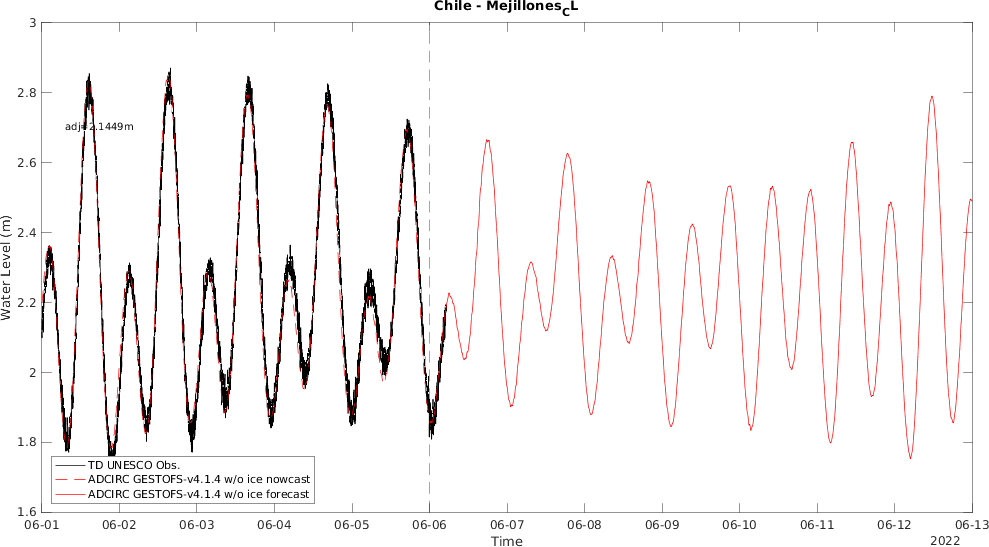 Chile - Mejillones_CL
3
2.8
2.6
2.4
2.2
2
1.8
1.6
Water Level (m)
adj=2.1449m
TD UNESCO Obs.
ADCIRC GESTOFS-v4.1.4 w/o ice nowcast
ADCIRC GESTOFS-v4.1.4 w/o ice forecast
06-01 06-02 06-03 06-04 06-05 06-06 06-07 06-08 06-09 06-10 06-11 06-12 06-13
Time
2022